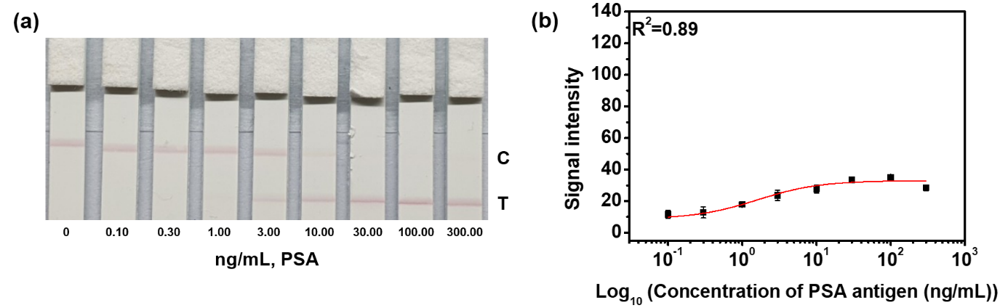 (a)
C
T
0 0.10 0.30 1.00 3.00 10.00 30.00 100.00 300.00
ng/mL, PSA
(b)
R²=0.89
Signal intensity
140
120
100
80
60
40
20
0
10⁻¹ 10⁰ 10¹ 10² 10³
Log₁₀ (Concentration of PSA antigen (ng/mL))